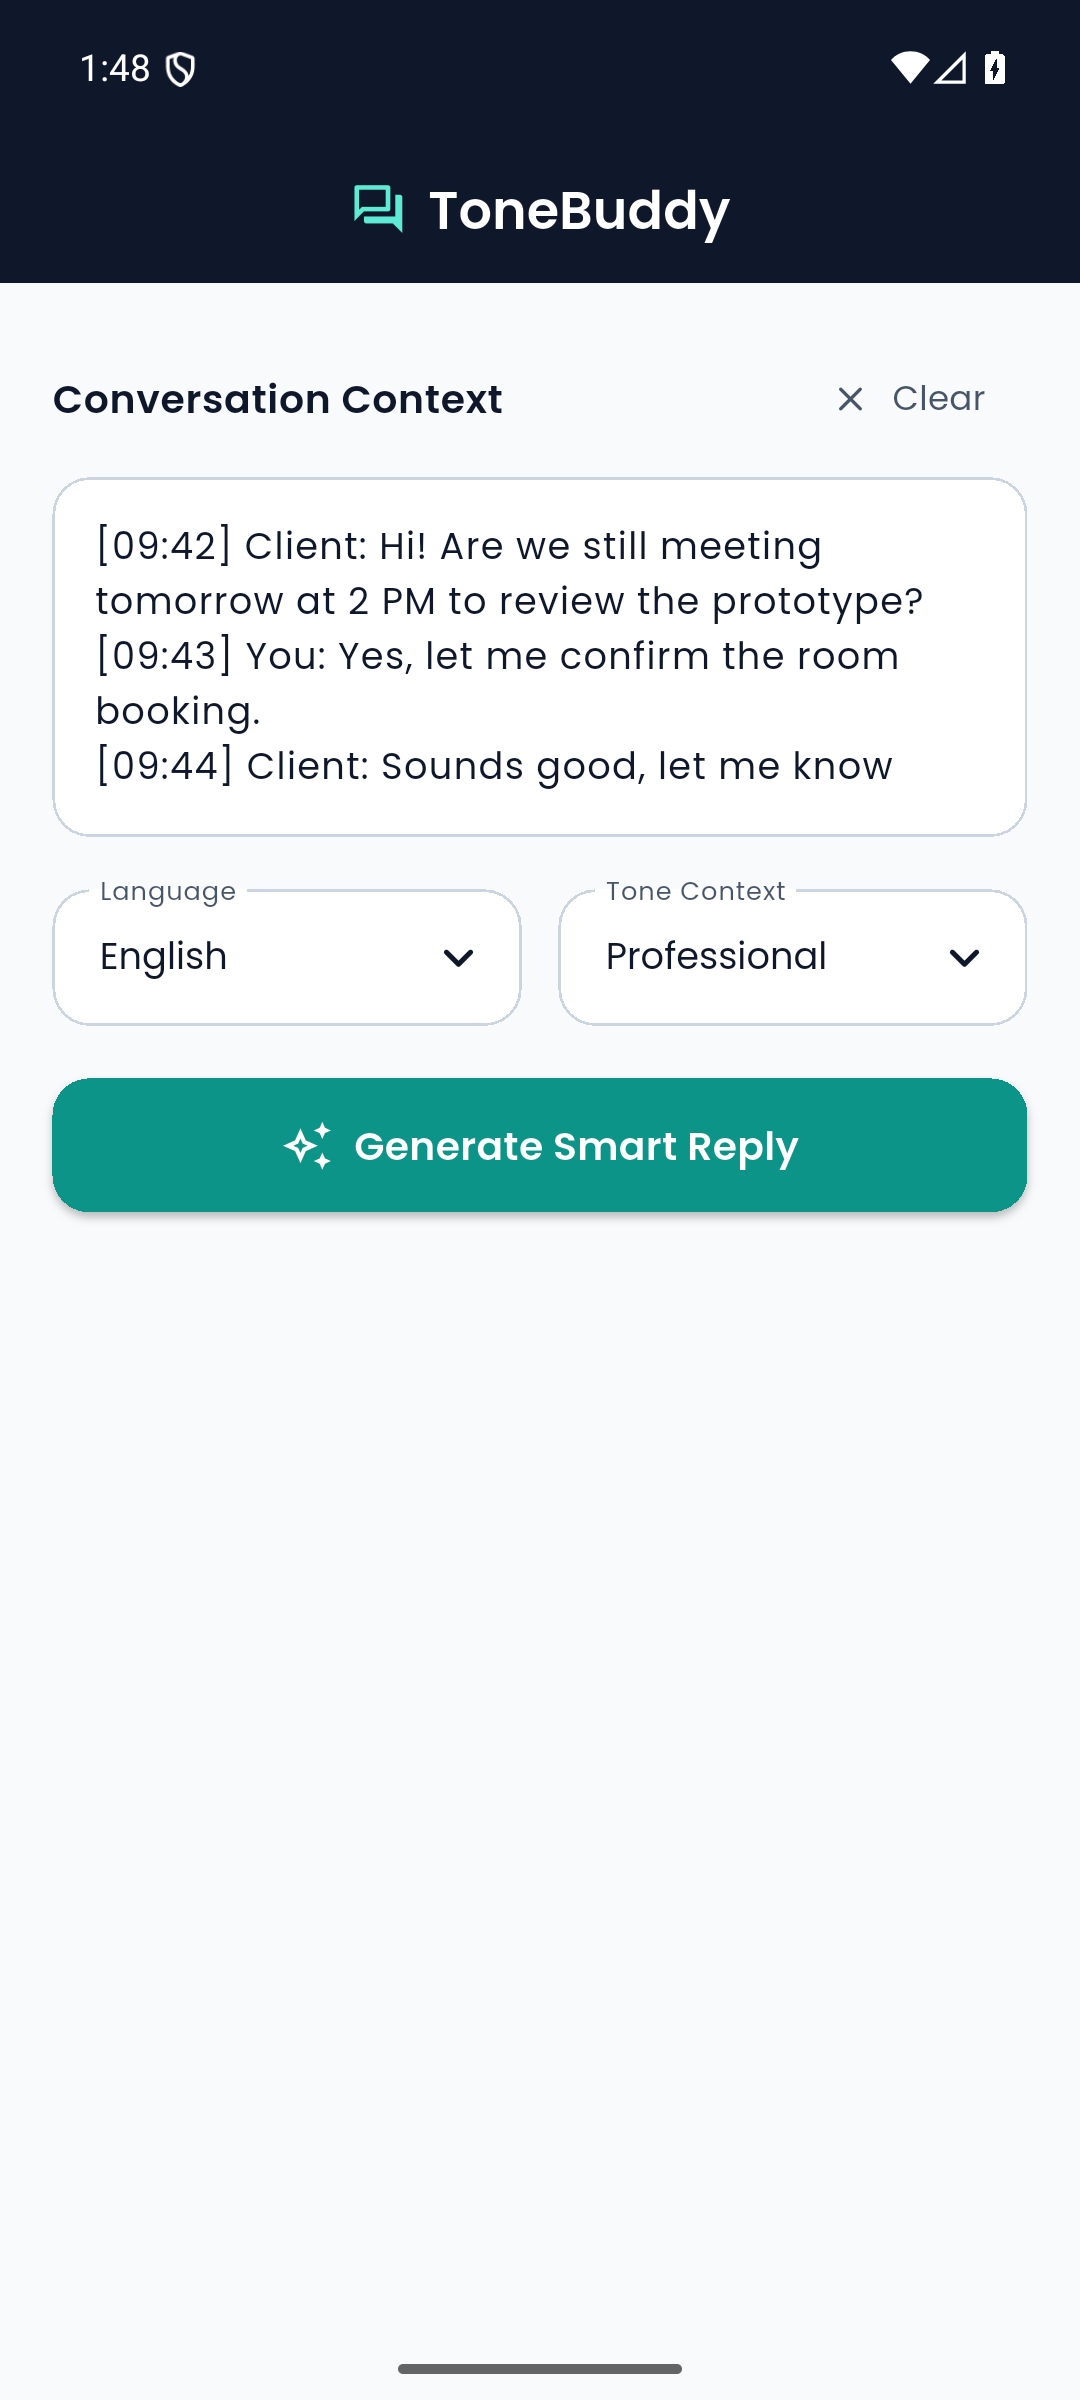 1:48
ToneBuddy
Conversation Context
Clear
[09:42] Client: Hi! Are we still meeting
tomorrow at 2 PM to review the prototype?
[09:43] You: Yes, let me confirm the room
booking.
[09:44] Client: Sounds good, let me know
Language
Tone Context
English
Professional
Generate Smart Reply